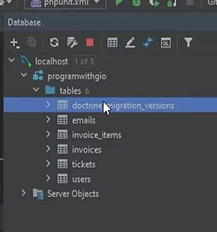 phpunit.xml
Database
localhost 1 of 5
programwithgio
tables 6
doctrine_migration_versions
emails
invoice_items
invoices
tickets
users
Server Objects